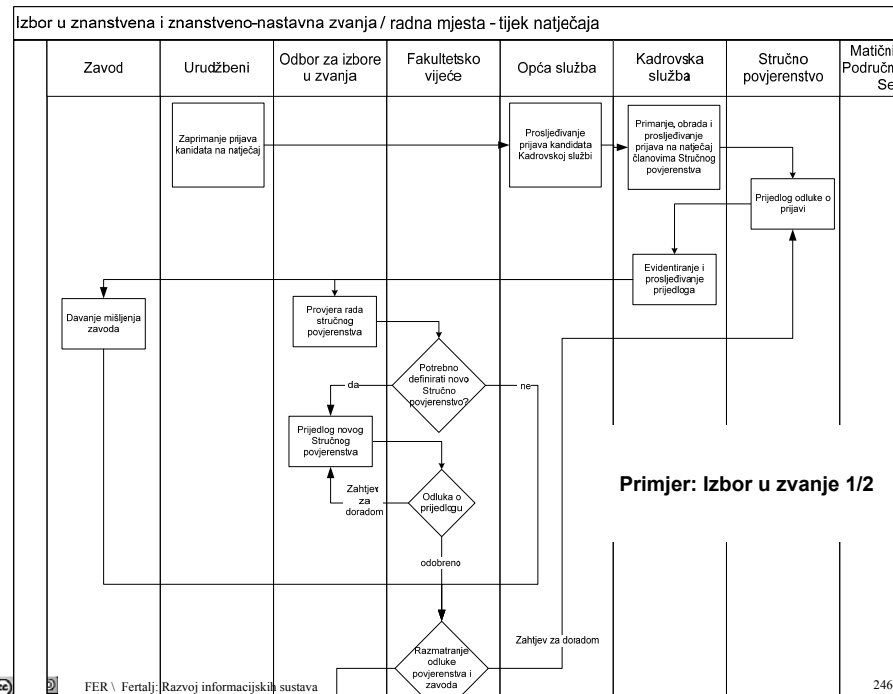 Izbor u znanstvena i znanstveno-nastavna zvanja / radna mjesta - tijek natječaja
Zavod
Urudžbeni
Odbor za izbore
u zvanja
Fakultetsko
vijeće
Opća služba
Kadrovska
služba
Stručno
povjerenstvo
Matičn
Područn
Se
Zaprimanje prijava
kanidata na natječaj
Prosljeđivanje
prijava kandidata
Kadrovskoj službi
Primanje, obrada i
prosljeđivanje
prijava na natječaj
članovima Stručnog
povjerenstva
Prijedlog odluke o
prijavi
Evidentiranje i
prosljeđivanje
prijedloga
Davanje mišljenja
zavoda
Provjera rada
stručnog
povjerenstva
Potrebno
definirati novo
Stručno
povjerenstvo?
da
ne
Prijedlog novog
Stručnog
povjerenstva
Zahtjev
za
doradom
Odluka o
prijedlogu
odobreno
Primjer: Izbor u zvanje 1/2
Zahtjev za doradom
Razmatranje
odluke
povjerenstva i
zavoda
FER \ Fertalj: Razvoj informacijskih sustava
246